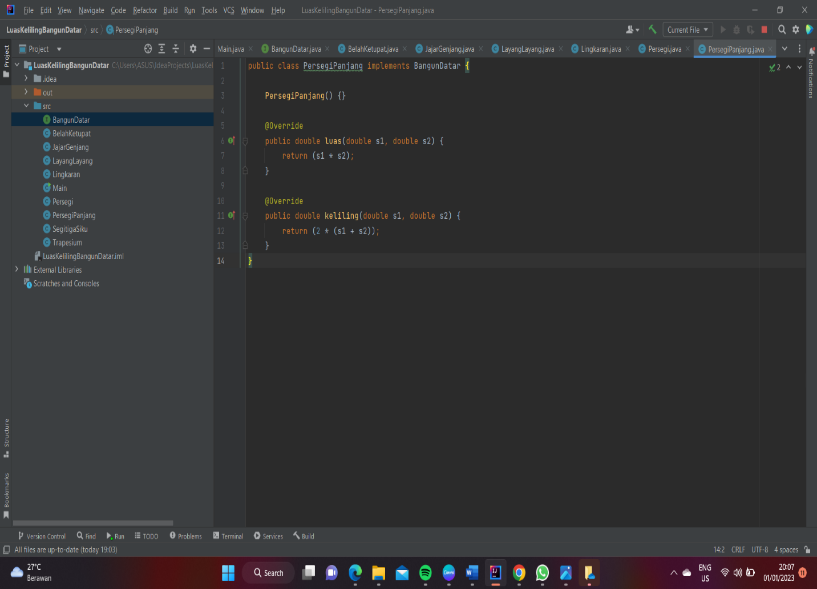 File Edit View Navigate Code Refactor Build Run Tools VCS Window Help LuasKelilingBangunDatar - PersegiPanjang.java
LuasKelilingBangunDatar src PersegiPanjang Current File
Project Main.java BangunDatar.java BelahKetupat.java JajarGenjang.java LayangLayang.java Lingkaran.java Persegi.java PersegiPanjang.java
Project
Notifications
LuasKelilingBangunDatar C:\Users\ASUS\IdeaProjects\LuasKel
.idea
out
src
BangunDatar
BelahKetupat
JajarGenjang
LayangLayang
Lingkaran
Main
Persegi
PersegiPanjang
SegitigaSiku
Trapesium
LuasKelilingBangunDatar.iml
External Libraries
Scratches and Consoles
2
1 public class PersegiPanjang implements BangunDatar {
2
3 PersegiPanjang() {}
4
5 @Override
6 public double luas(double s1, double s2) {
7 return (s1 * s2);
8 }
9
10 @Override
11 public double keliling(double s1, double s2) {
12 return (2 * (s1 + s2));
13 }
14 }
Structure
Bookmarks
Version Control Find Run TODO Problems Terminal Services Build
All files are up-to-date (today 19:03) 14:2 CRLF UTF-8 4 spaces
27°C
Berawan
Search
ENG
US
20:07
01/01/2023